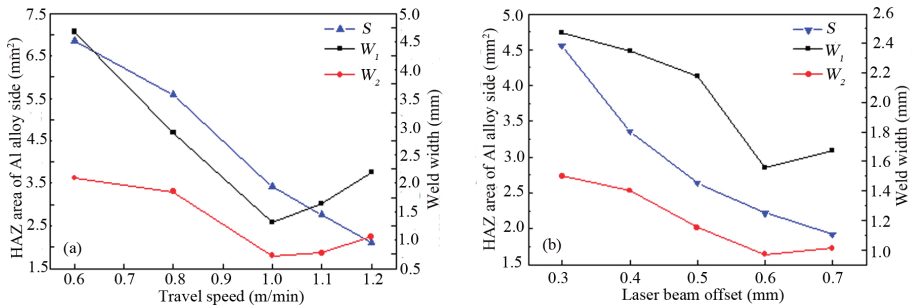 HAZ area of Al alloy side (mm²)
7.5
6.5
5.5
4.5
3.5
2.5
1.5
S
W₁
W₂
(a)
5.0
4.5
4.0
3.5
3.0
2.5
2.0
1.5
1.0
0.5
Weld width (mm)
0.6 0.7 0.8 0.9 1.0 1.1 1.2
Travel speed (m/min)
HAZ area of Al alloy side (mm²)
5.0
4.5
4.0
3.5
3.0
2.5
2.0
1.5
S
W₁
W₂
(b)
2.6
2.4
2.2
2.0
1.8
1.6
1.4
1.2
1.0
Weld width (mm)
0.3 0.4 0.5 0.6 0.7
Laser beam offset (mm)